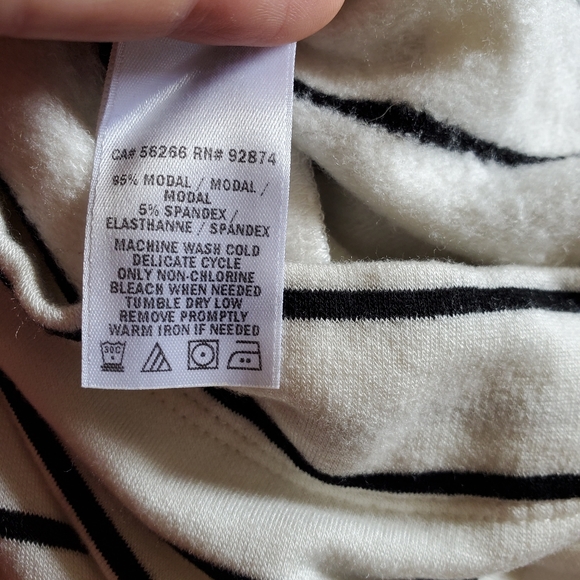 CA# 56266 RN# 92874
95% MODAL / MODAL /
MODAL
5% SPANDEX /
ELASTHANNE / SPANDEX
MACHINE WASH COLD
DELICATE CYCLE
ONLY NON-CHLORINE
BLEACH WHEN NEEDED
TUMBLE DRY LOW
REMOVE PROMPTLY
WARM IRON IF NEEDED